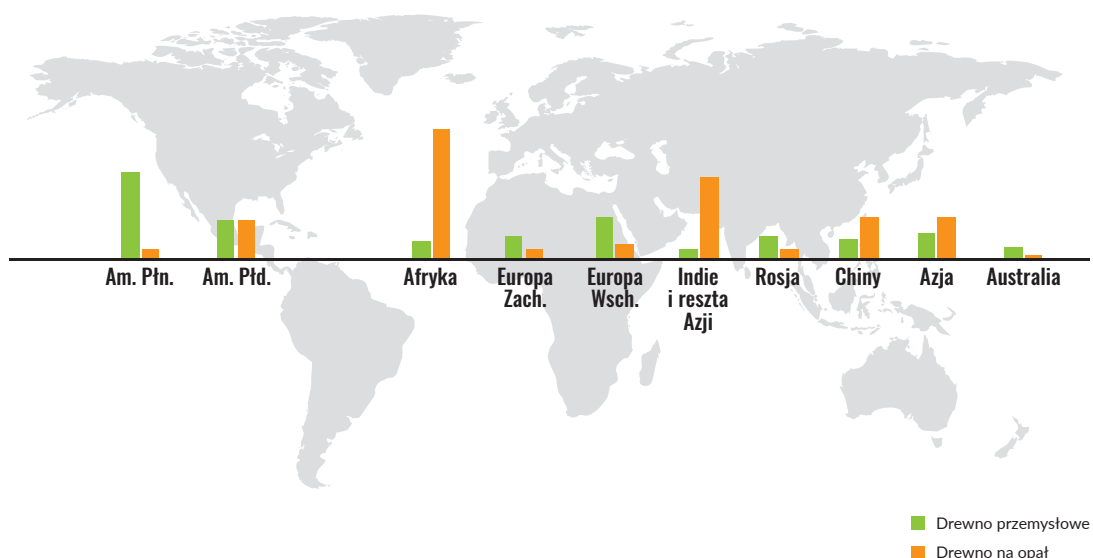 Am. Płn.
Am. Płd.
Afryka
Europa
Zach.
Europa
Wsch.
Indie
i reszta
Azji
Rosja
Chiny
Azja
Australia
Drewno przemysłowe
Drewno na opał